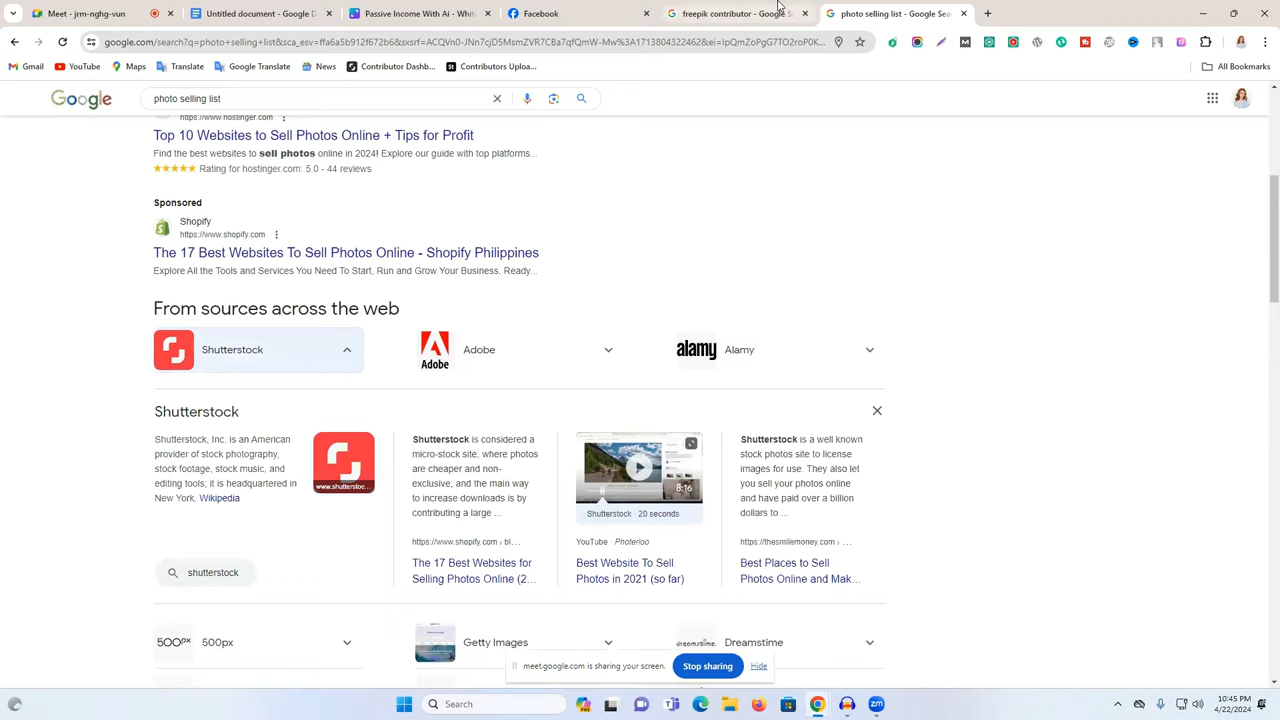 Meet - jrm-nghg-vun
Document - Google D
Passive Income With Ai - Whit
Facebook
freepik contributor - Google S
photo selling list - Google Sea
google.com/search?q=photo+selling+list&sca_esv=ffa6a5b912f672b6&sxsrf=ACQVn0-JNn7cjD5MsmZVR7CBa7qfQmW-Mw%3A1713804322462&ei=IpQmZoPgG7TO2roP0K...
Gmail
YouTube
Maps
Translate
Google Translate
News
Contributor Dashb...
Contributors Uploa...
All Bookmarks
Google
photo selling list
https://www.hostinger.com
Top 10 Websites to Sell Photos Online + Tips for Profit
Find the best websites to sell photos online in 2024! Explore our guide with top platforms...
Rating for hostinger.com: 5.0 - 44 reviews
Sponsored
Shopify
https://www.shopify.com
The 17 Best Websites To Sell Photos Online - Shopify Philippines
Explore All the Tools and Services You Need To Start, Run and Grow Your Business. Ready...
From sources across the web
Shutterstock
Adobe
Adobe
alamy
Alamy
Shutterstock
Shutterstock, Inc. is an American
provider of stock photography,
stock footage, stock music, and
editing tools; it is headquartered in
New York. Wikipedia
www.shutterstoc...
shutterstock
Shutterstock is considered a
micro-stock site, where photos
are cheaper and non-
exclusive, and the main way
to increase downloads is by
contributing a large ...
https://www.shopify.com › bl...
The 17 Best Websites for
Selling Photos Online (2...
8:16
Shutterstock · 20 seconds
YouTube · Photerloo
Best Website To Sell
Photos in 2021 (so far)
Shutterstock is a well known
stock photos site to license
images for use. They also let
you sell your photos online
and have paid over a billion
dollars to ...
https://thesmilemoney.com › ...
Best Places to Sell
Photos Online and Mak...
500px
500px
Getty Images
dreamstime.
Dreamstime
meet.google.com is sharing your screen.
Stop sharing
Hide
Search
10:45 PM
4/22/2024